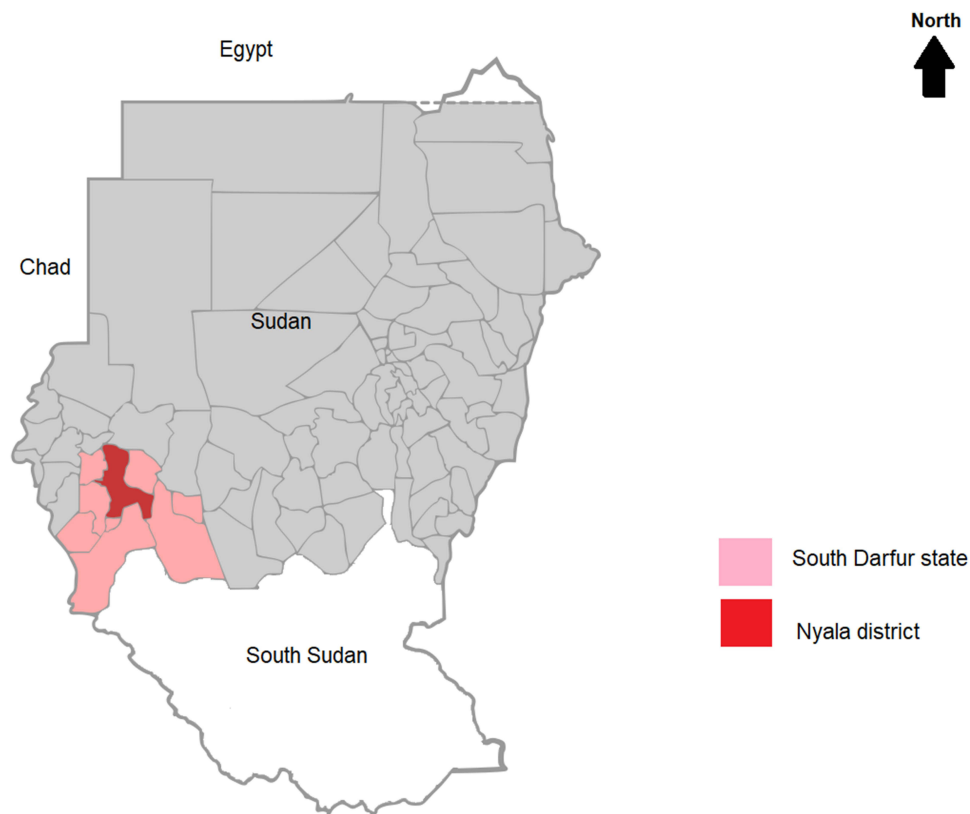 North
Egypt
Chad
Sudan
South Darfur state
Nyala district
South Sudan